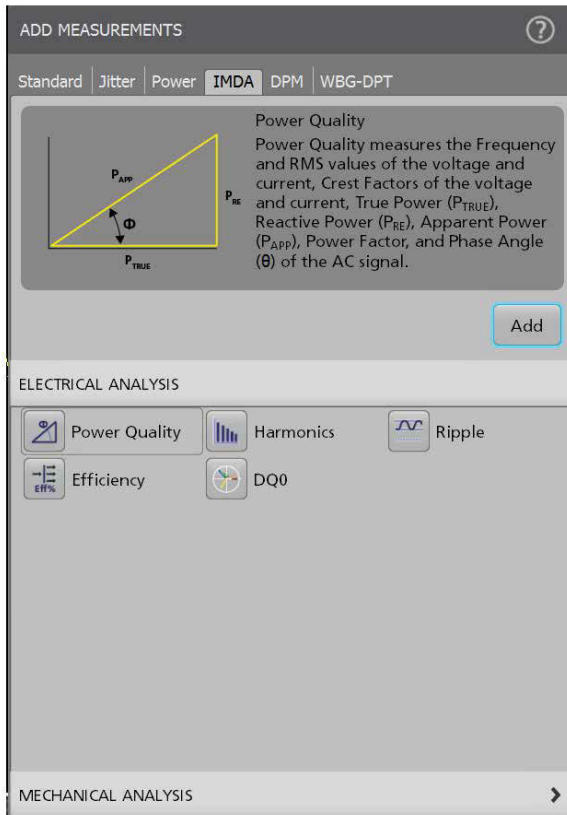 ADD MEASUREMENTS
?
Standard Jitter Power IMDA DPM WBG-DPT
Power Quality
Power Quality measures the Frequency
and RMS values of the voltage and
current, Crest Factors of the voltage
and current, True Power (PTRUE),
Reactive Power (PRE), Apparent Power
(PAPP), Power Factor, and Phase Angle
(θ) of the AC signal.
PAPP
PRE
Φ
PTRUE
Add
ELECTRICAL ANALYSIS
Φ Power Quality
Harmonics
Ripple
Eff% Efficiency
DQ0
MECHANICAL ANALYSIS